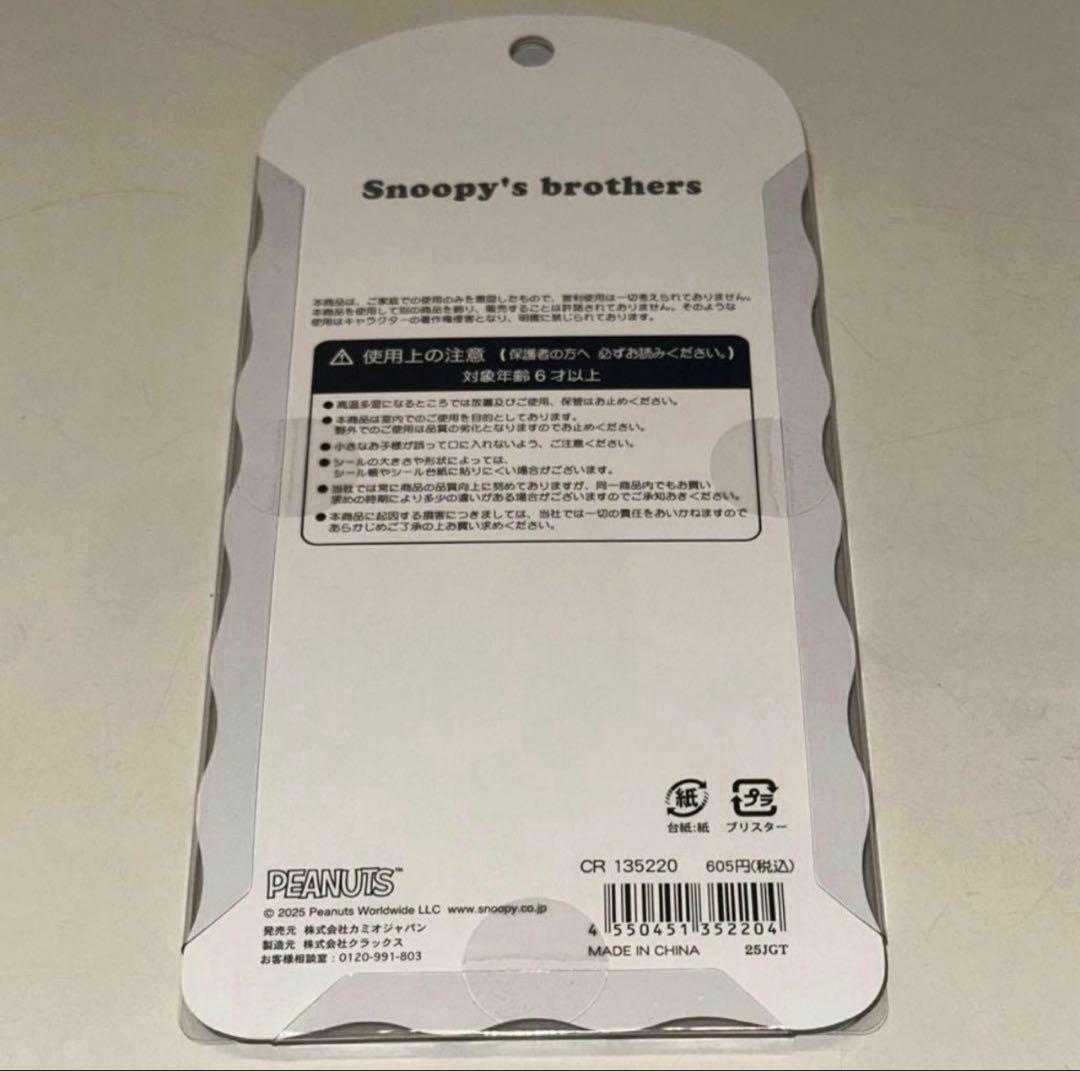 Snoopy's brothers
本商品は、ご家庭での使用のみを意図したもので、営利使用は一切考えられておりません。
本商品を使用して別の商品を飾り、販売することは許諾されておりません。そのような
使用はキャラクターの著作権侵害となり、明確に禁じられております。
使用上の注意 (保護者の方へ 必ずお読みください。)
対象年齢6才以上
●高温多湿になるところでは放置及びご使用、保管はお止めください。
●本商品は室内でのご使用を目的としております。
野外でのご使用は品質の劣化となりますのでお止めください。
●小さなお子様が誤って口に入れないよう、ご注意ください。
●シールの大きさや形状によっては、
シール帳やシール台紙に貼りにくい場合がございます。
●当社では常に商品の品質向上に努めておりますが、同一商品内でもお買い
求めの時期により多少の違いがある場合がございますのでご承知おきください。
●本商品に起因する損害につきましては、当社では一切の責任をおいかねますので
あらかじめご了承の上お買い求めください。
紙 プラ
台紙:紙 ブリスター
CR 135220 605円(税込)
PEANUTS™
© 2025 Peanuts Worldwide LLC www.snoopy.co.jp
発売元 株式会社カミオジャパン
製造元 株式会社クラックス
お客様相談室:0120-991-803
4 550451 352204
MADE IN CHINA 25JGT